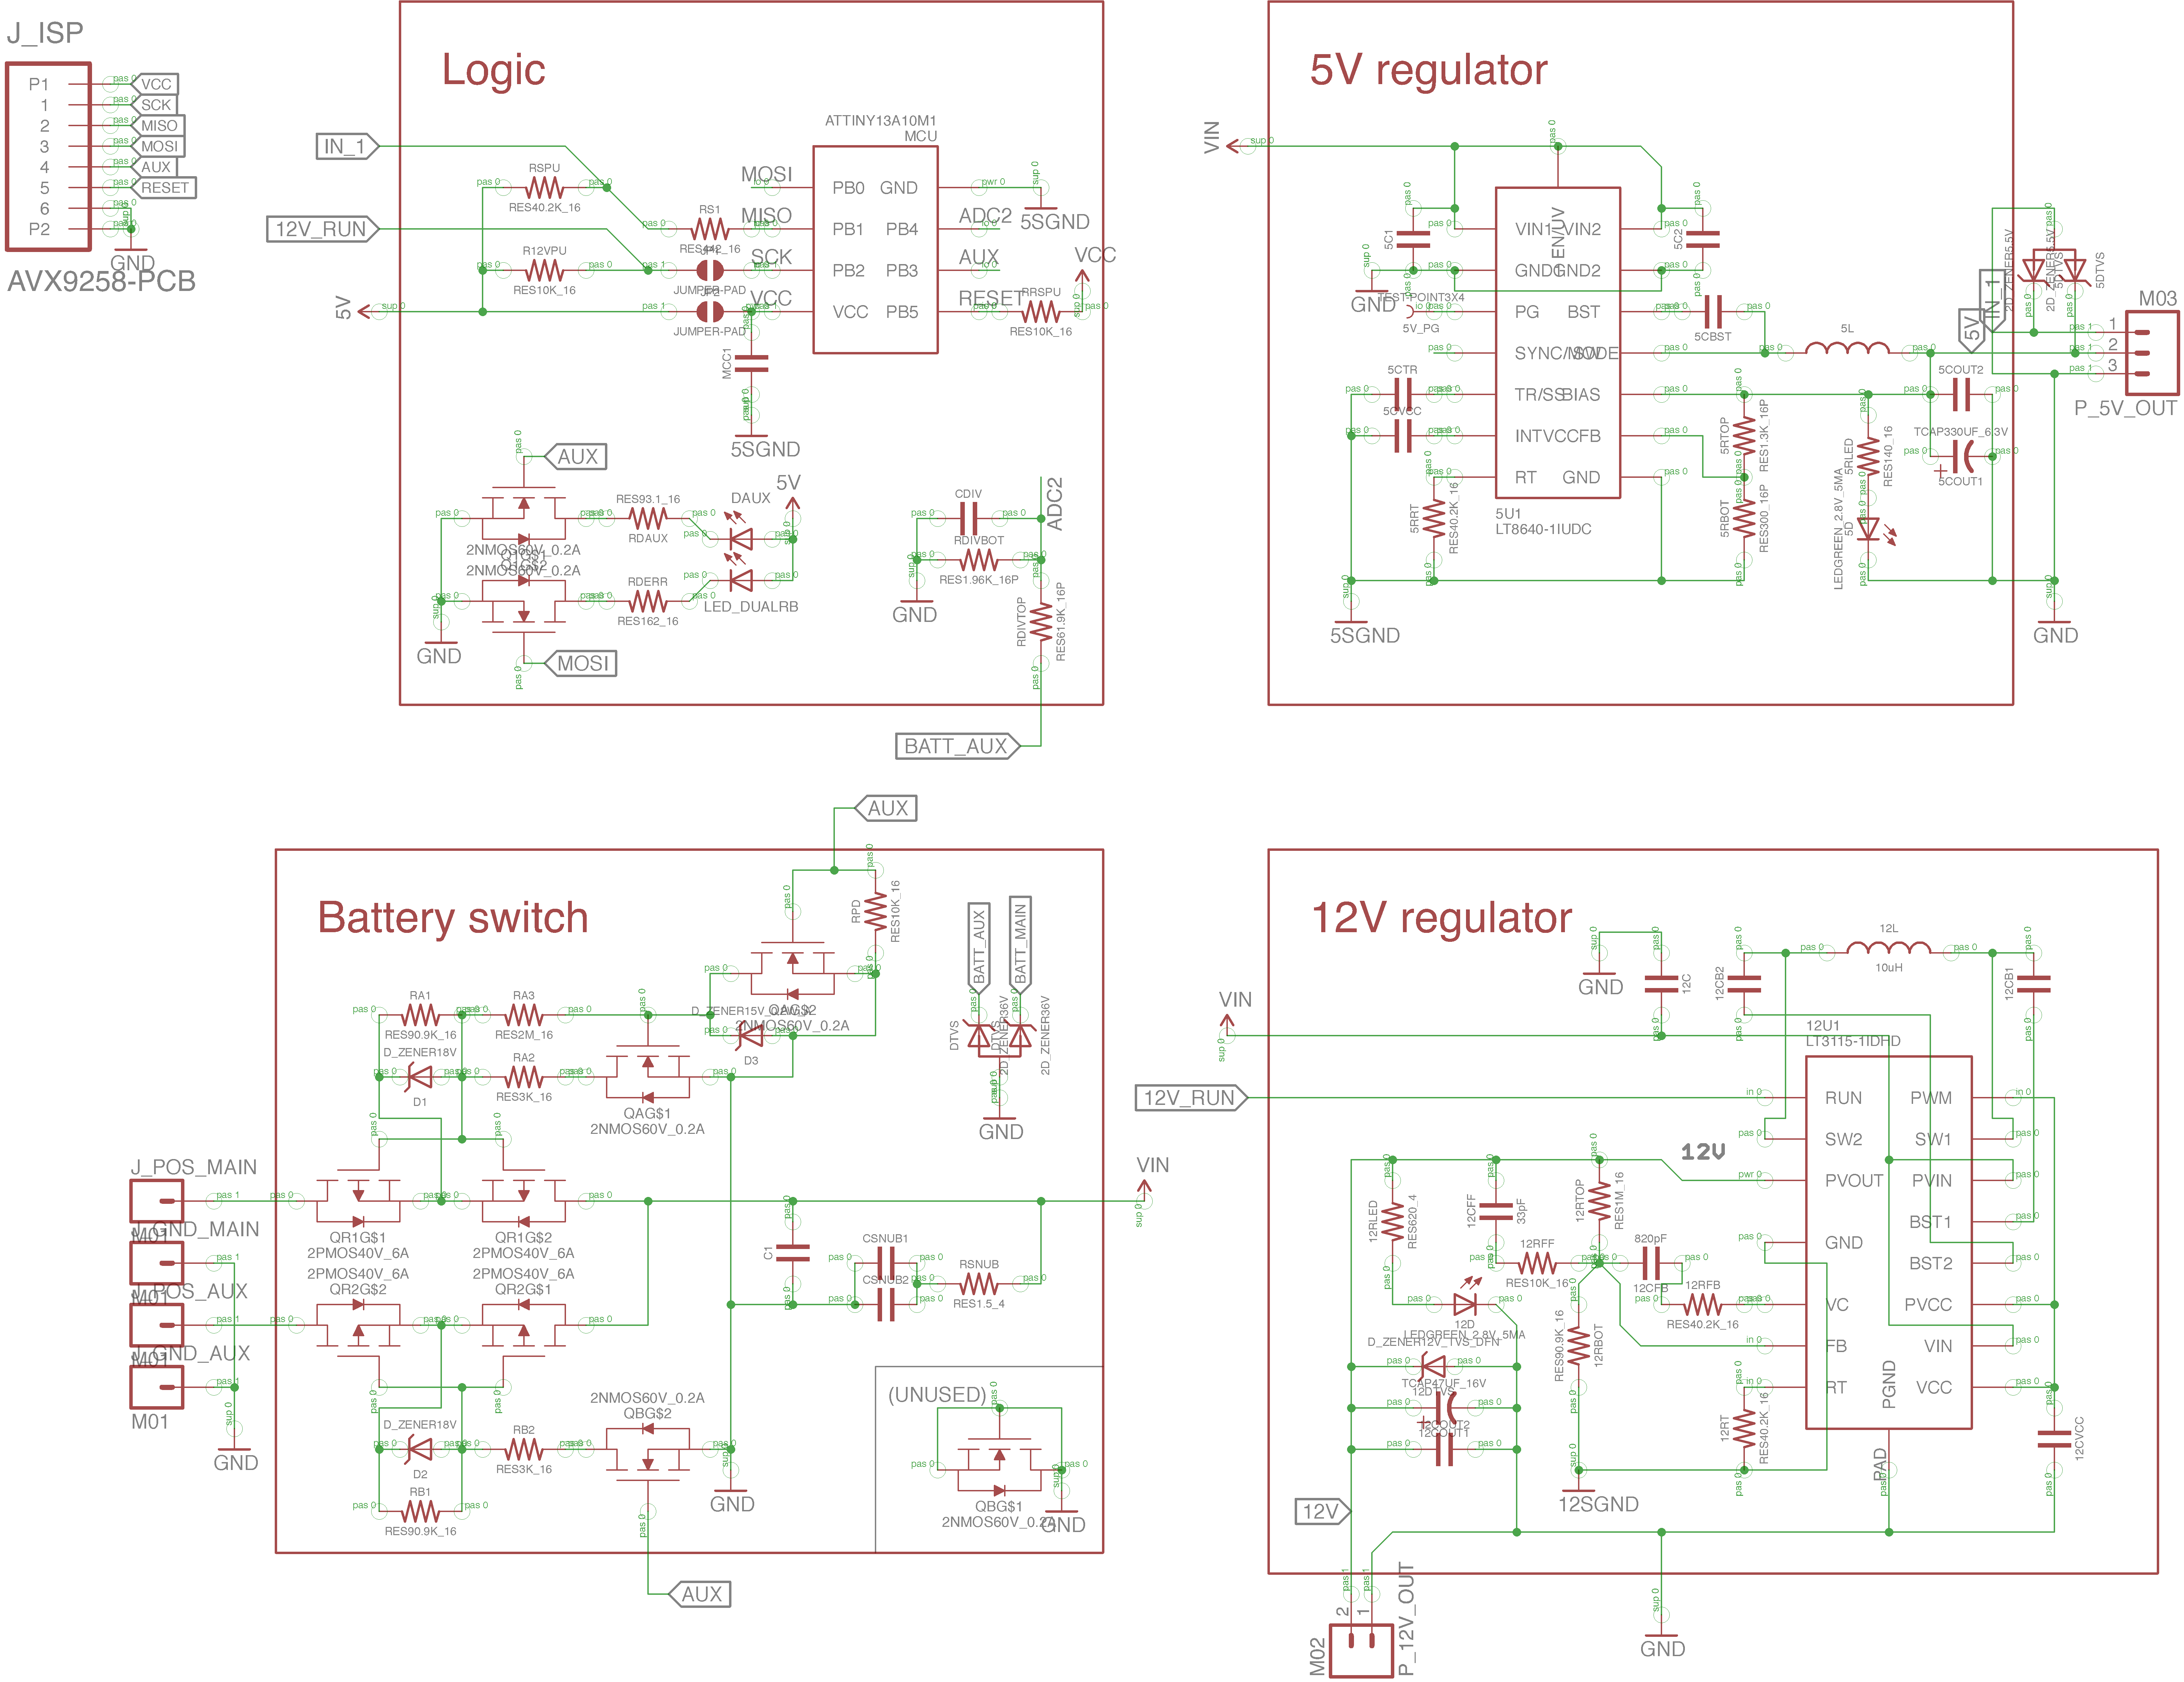 J_ISP
P1
1
2
3
4
5
6
P2
VCC
SCK
MISO
MOSI
AUX
RESET
GND
AVX9258-PCB
Logic
IN_1
12V_RUN
5V
RSPU
RES40.2K_16
R12VPU
RES10K_16
RS1
JUMPER-PAD
JUMPER-PAD
MOSI
MISO
SCK
VCC
ATTINY13A10M1
MCU
PB0
PB1
PB2
VCC
GND
PB4
PB3
PB5
ADC2
AUX
RESET
5SGND
VCC
RRSPU
RES10K_16
MCC1
5SGND
AUX
2NMOS60V_0.2A
2NMOS60V_0.2A
MOSI
GND
RES93.1_16
RDAUX
RDERR
RES162_16
DAUX
5V
LED_DUALRB
CDIV
RDIVBOT
RES1.96K_16P
GND
ADC2
RDIVTOP
RES61.9K_16P
BATT_AUX
5V regulator
VIN
5C1
5C2
GND
TEST-POINT3X4
5V_PG
5CTR
5CVCC
5RRT
RES40.2K_16
5SGND
VIN1
VIN2
EN/UV
GND1
GND2
PG
BST
SYNC/MODE
SW
TR/SS
BIAS
INTVCC
FB
RT
GND
5U1
LT8640-1IUDC
5CBST
5L
5RTOP
RES1.3K_16P
5RBOT
RES300_16P
5RLED
RES140_16
5D
LEDGREEN_2.8V_5MA
5COUT2
TCAP330UF_6.3V
5COUT1
5V
IN_1
2D_ZENER5.5V
2D_ZENER5.5V
5DTVS
5DTVS
M03
1
2
3
P_5V_OUT
GND
Battery switch
AUX
RPD
RES10K_16
BATT_AUX
BATT_MAIN
RA1
RES90.9K_16
RA3
RES2M_16
D_ZENER18V
D1
RA2
RES3K_16
QAG$1
2NMOS60V_0.2A
QAG$2
2NMOS60V_0.2A
D3
DTVS
DTVS
2D_ZENER36V
2D_ZENER36V
GND
J_POS_MAIN
J_GND_MAIN
J_POS_AUX
J_GND_AUX
M01
M01
M01
M01
GND
QR1G$1
2PMOS40V_6A
QR1G$2
2PMOS40V_6A
2PMOS40V_6A
QR2G$2
2PMOS40V_6A
QR2G$1
VIN
C1
CSNUB1
CSNUB2
RSNUB
RES1.5_4
D_ZENER18V
D2
RB2
RES3K_16
RB1
RES90.9K_16
2NMOS60V_0.2A
QBG$2
GND
AUX
(UNUSED)
QBG$1
2NMOS60V_0.2A
GND
12V regulator
GND
12C
12CB2
12L
10uH
12CB1
VIN
12U1
LT3115-1IDHD
12V_RUN
RUN
SW2
PVOUT
GND
VC
FB
RT
PWM
SW1
PVIN
BST1
BST2
PVCC
VIN
VCC
PGND
PAD
12V
12RLED
RES620_4
12CFF
33pF
12RTOP
RES1M_16
12RFF
RES10K_16
820pF
12CFB
12RFB
RES40.2K_16
12D
LEDGREEN_2.8V_5MA
D_ZENER12V_TVS_DFN
12DTVS
TCAP47UF_16V
12COUT2
12COUT1
RES90.9K_16
12RBOT
12RT
RES40.2K_16
12SGND
12CVCC
12V
M02
2
1
P_12V_OUT
GND